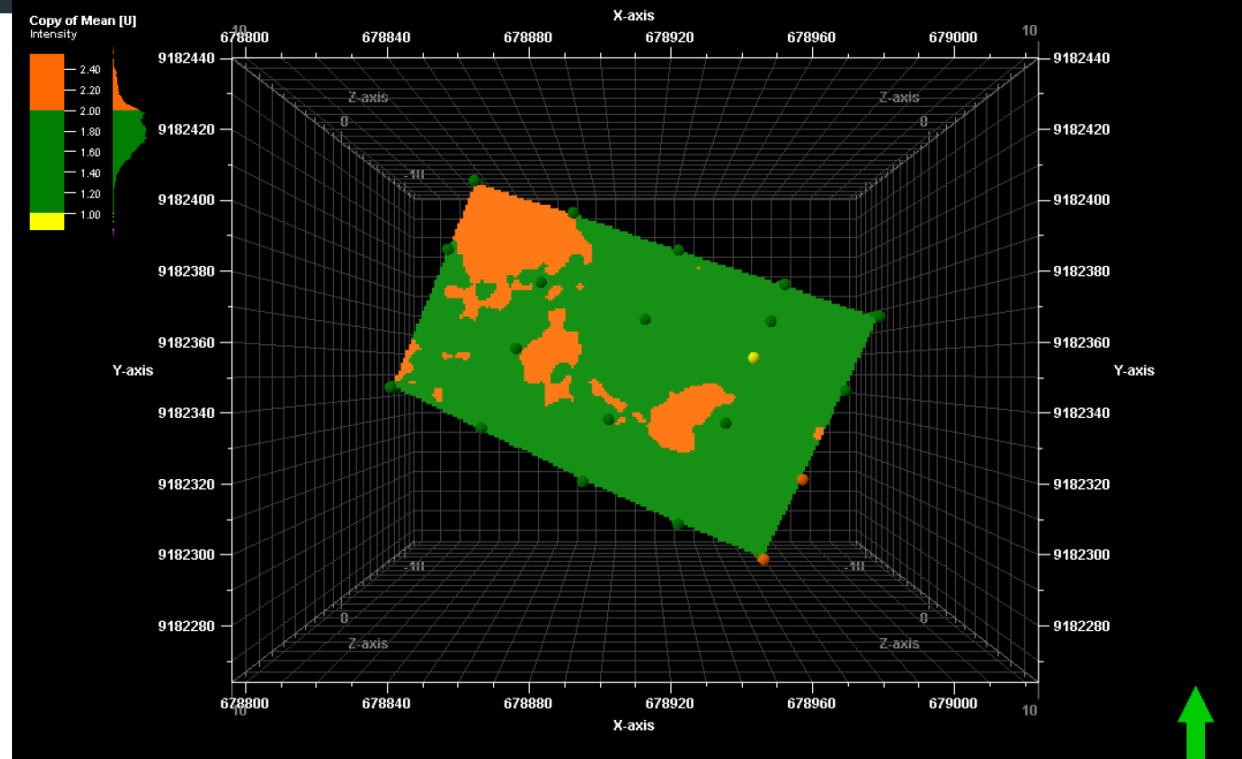 Copy of Mean [U]
Intensity
2.40
2.20
2.00
1.80
1.60
1.40
1.20
1.00
X-axis
10 10
678800 678840 678880 678920 678960 679000
9182440 9182440
Z-axis Z-axis
0 0
9182420 9182420
-10
9182400 9182400
9182380 9182380
9182360 9182360
Y-axis Y-axis
9182340 9182340
9182320 9182320
9182300 9182300
-10 -10
9182280 9182280
0 0
Z-axis Z-axis
678800 678840 678880 678920 678960 679000
10 10
X-axis